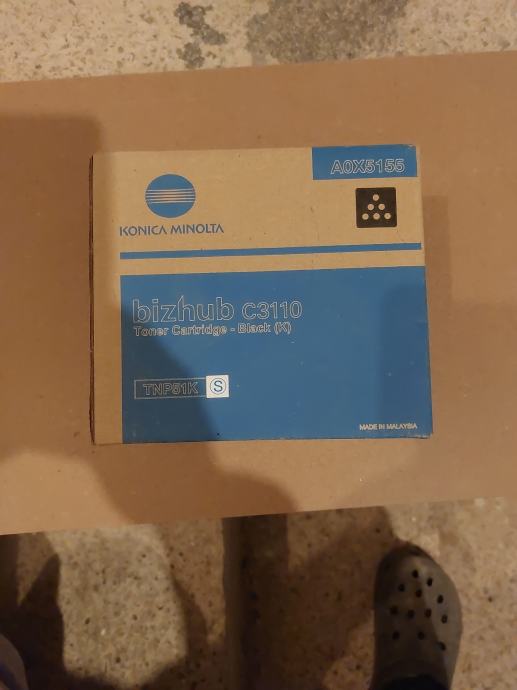 A0X5155
KONICA MINOLTA
bizhub C3110
Toner Cartridge - Black (K)
TNP51K S
MADE IN MALAYSIA